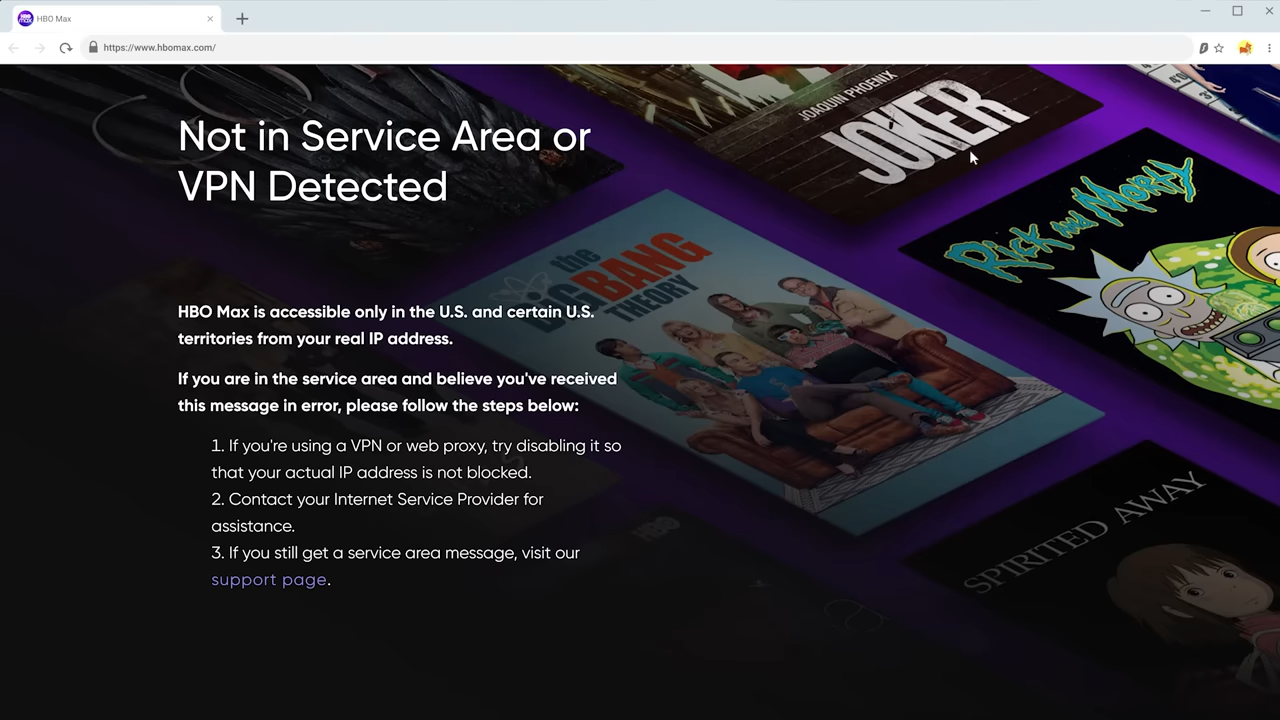 HBO Max
https://www.hbomax.com/
Not in Service Area or
VPN Detected
HBO Max is accessible only in the U.S. and certain U.S.
territories from your real IP address.
If you are in the service area and believe you've received
this message in error, please follow the steps below:
1. If you're using a VPN or web proxy, try disabling it so
that your actual IP address is not blocked.
2. Contact your Internet Service Provider for
assistance.
3. If you still get a service area message, visit our
support page.
JOAQUIN PHOENIX
JOKER
RICK AND MORTY
the
BIG BANG
THEORY
SPIRITED AWAY
HBO